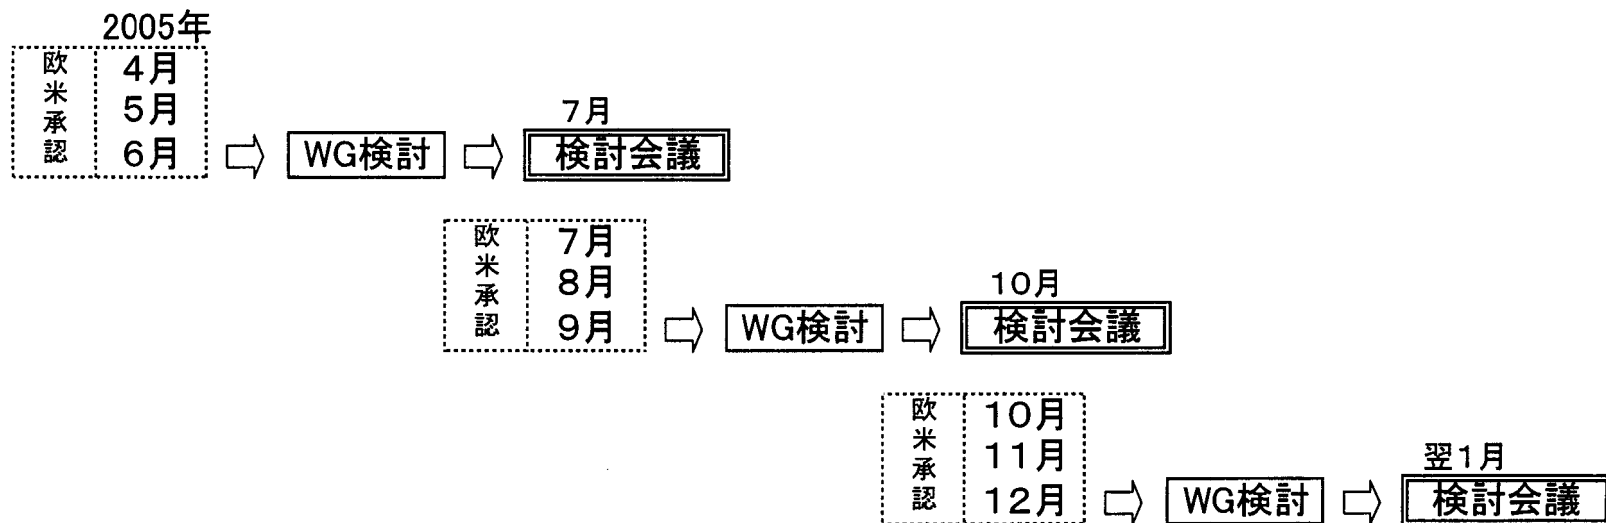 2005年
欧米承認
4月
5月
6月
WG検討
7月
検討会議
欧米承認
7月
8月
9月
WG検討
10月
検討会議
欧米承認
10月
11月
12月
WG検討
翌1月
検討会議